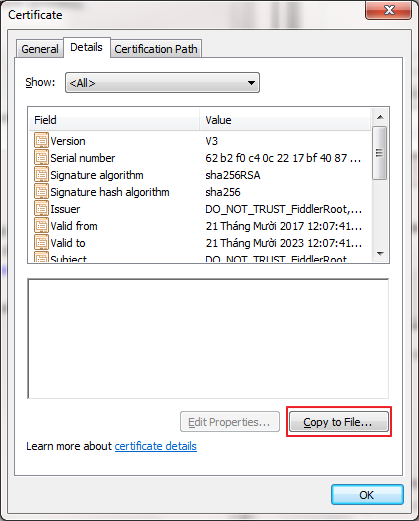 Certificate
General Details Certification Path
Show: <All>
Field Value
Version V3
Serial number 62 b2 f0 c4 0c 22 17 bf 40 87 ...
Signature algorithm sha256RSA
Signature hash algorithm sha256
Issuer DO_NOT_TRUST_FiddlerRoot,...
Valid from 21 Tháng Mười 2017 12:07:41...
Valid to 21 Tháng Mười 2023 12:07:41...
Subject DO_NOT_TRUST_FiddlerRoot...
Edit Properties... Copy to File...
Learn more about certificate details
OK